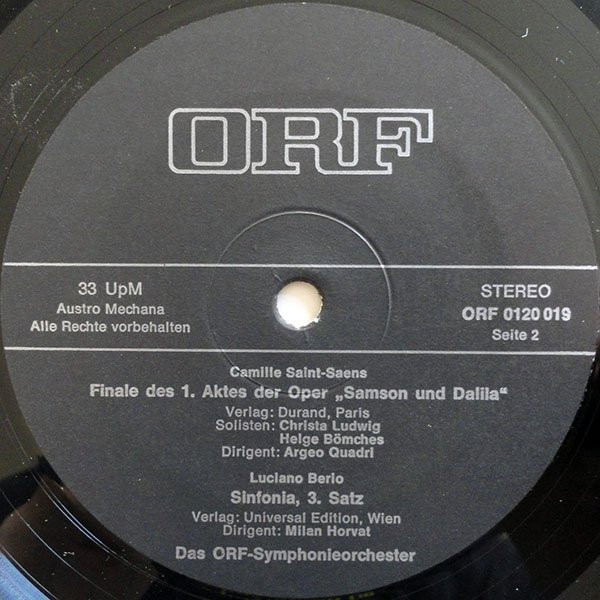 ORF
33 UpM
Austro Mechana
Alle Rechte vorbehalten
STEREO
ORF 0120 019
Seite 2
Camille Saint-Saens
Finale des 1. Aktes der Oper „Samson und Dalila“
Verlag: Durand, Paris
Solisten: Christa Ludwig
Helge Bömches
Dirigent: Argeo Quadri
Luciano Berio
Sinfonia, 3. Satz
Verlag: Universal Edition, Wien
Dirigent: Milan Horvat
Das ORF-Symphonieorchester